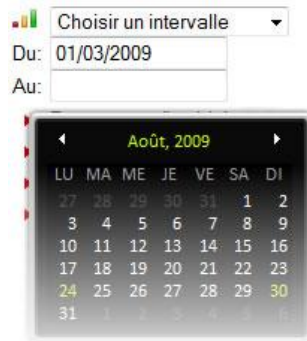 Choisir un intervalle
Du: 01/03/2009
Au:
Août, 2009
LU MA ME JE VE SA DI
27 28 29 30 31 1 2
3 4 5 6 7 8 9
10 11 12 13 14 15 16
17 18 19 20 21 22 23
24 25 26 27 28 29 30
31 1 2 3 4 5 6